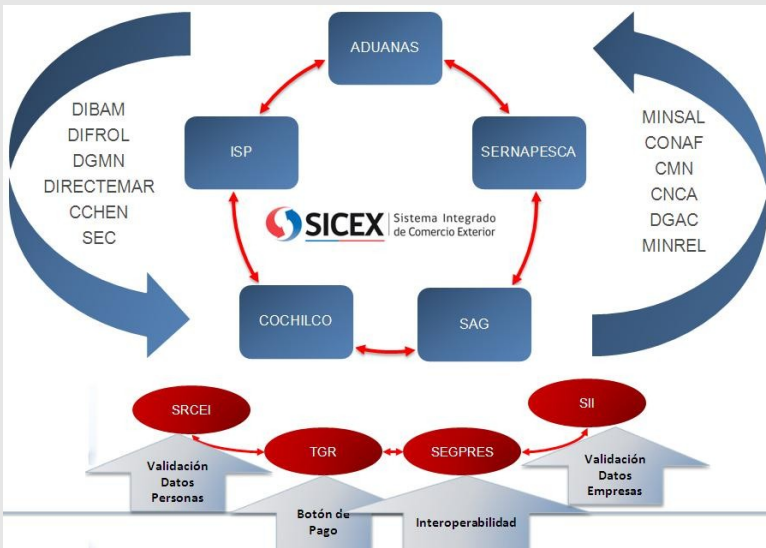 ADUANAS
DIBAM
DIFROL
DGMN
DIRECTEMAR
CCHEN
SEC
ISP
SERNAPESCA
MINSAL
CONAF
CMN
CNCA
DGAC
MINREL
SICEX
Sistema Integrado
de Comercio Exterior
COCHILCO
SAG
SRCEI
SII
TGR
SEGPRES
Validación
Datos
Personas
Botón de
Pago
Interoperabilidad
Validación
Datos
Empresas